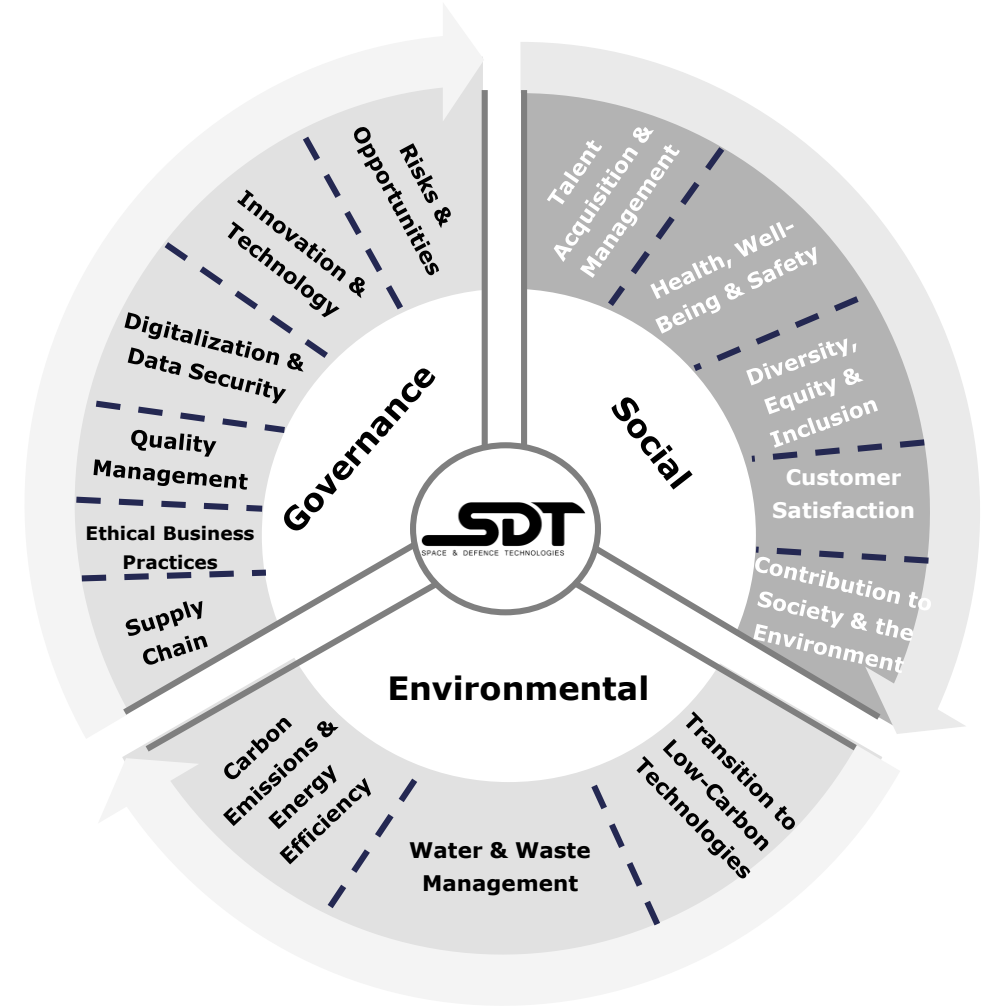 Governance
Risks &
Opportunities
Innovation &
Technology
Digitalization &
Data Security
Quality
Management
Ethical Business
Practices
Supply
Chain
Social
Talent
Acquisition &
Management
Health, Well-
Being & Safety
Diversity,
Equity &
Inclusion
Customer
Satisfaction
Contribution to
Society & the
Environment
SDT
SPACE & DEFENCE TECHNOLOGIES
Environmental
Carbon
Emissions &
Energy
Efficiency
Water & Waste
Management
Transition to
Low-Carbon
Technologies